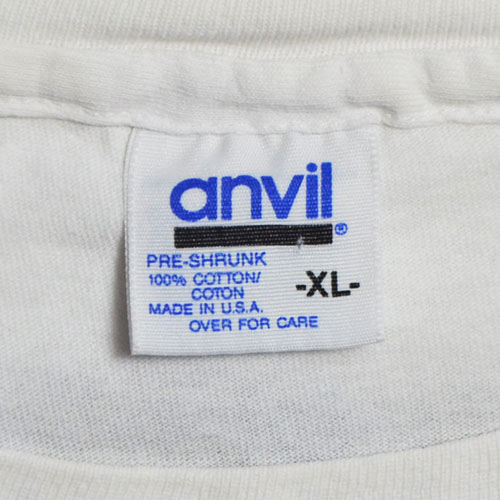 anvil®
PRE-SHRUNK
100% COTTON/
COTON
-XL-
MADE IN U.S.A.
OVER FOR CARE